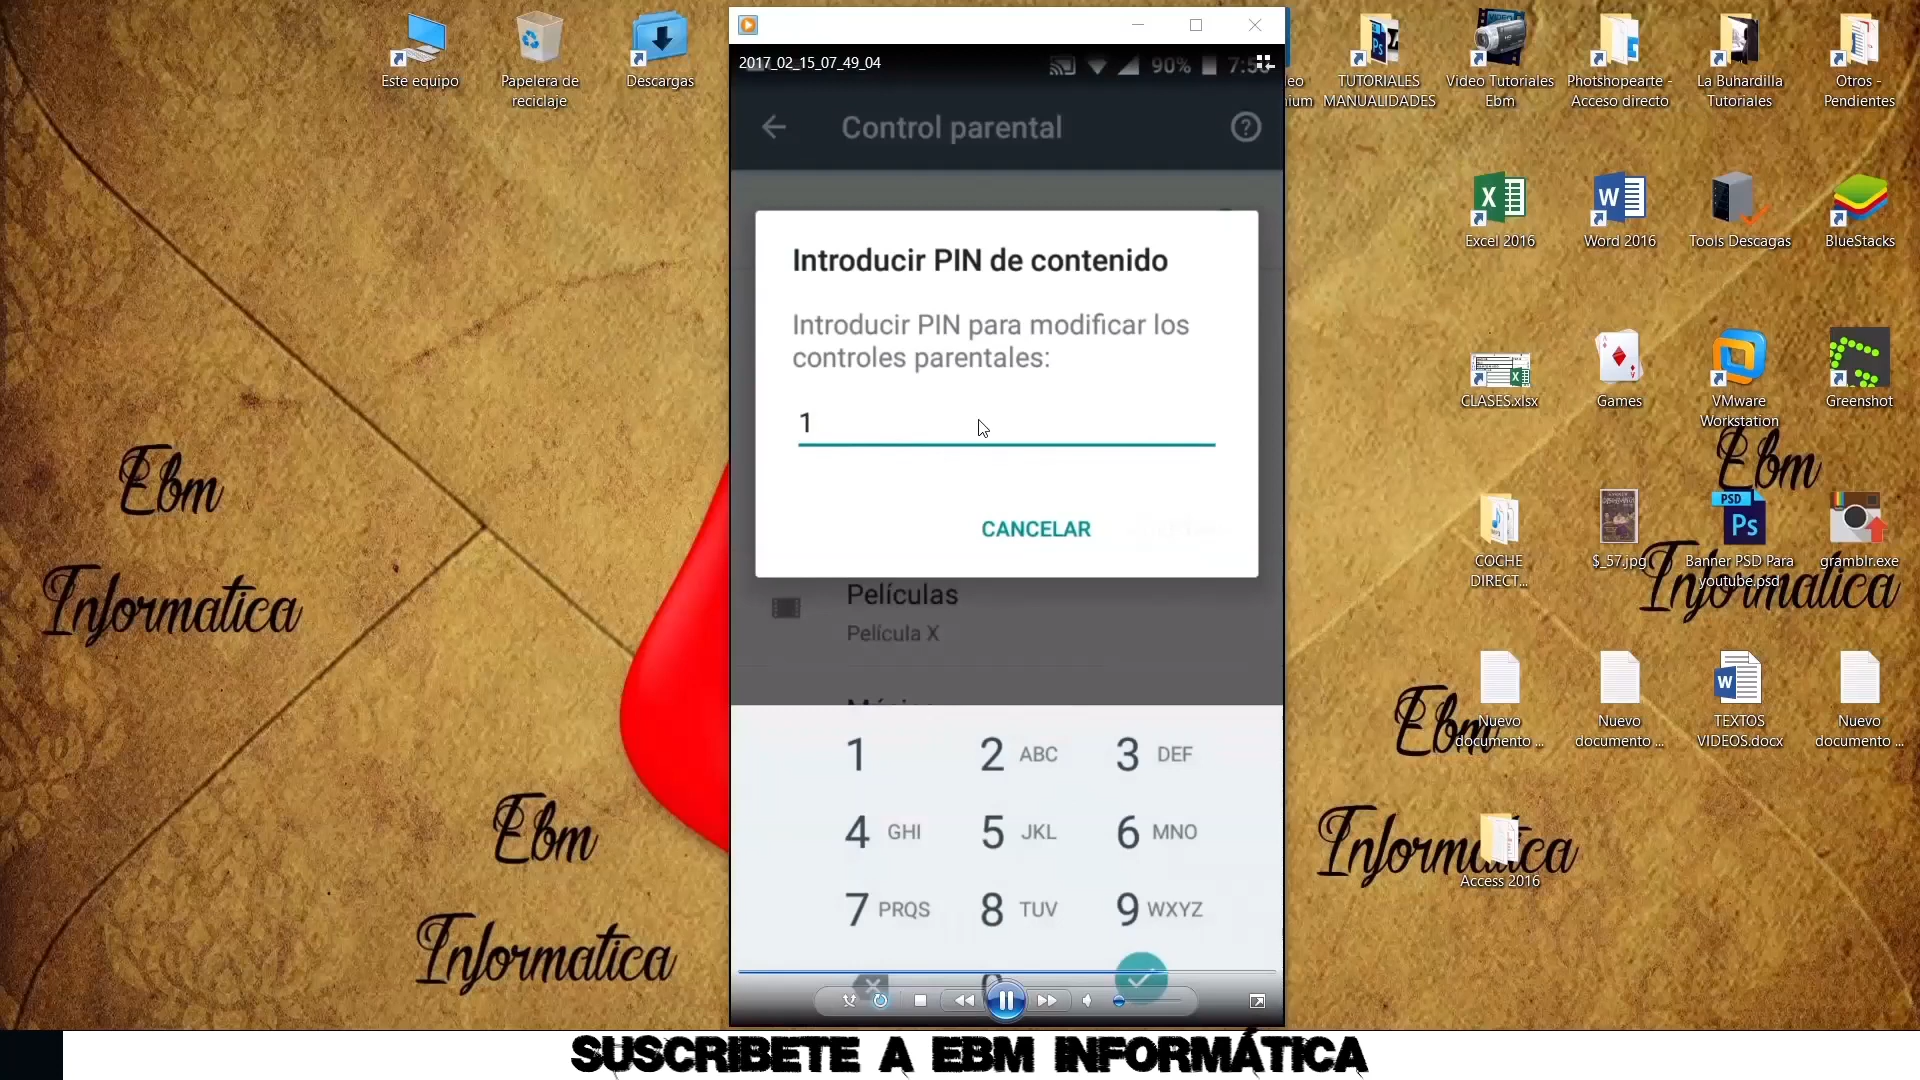 Este equipo
Papelera de
reciclaje
Descargas
2017_02_15_07_49_04
90%
Control parental
Introducir PIN de contenido
Introducir PIN para modificar los
controles parentales:
1
CANCELAR
Películas
Película X
1
2 ABC
3 DEF
4 GHI
5 JKL
6 MNO
7 PRQS
8 TUV
9 WXYZ
TUTORIALES
MANUALIDADES
Video Tutoriales
Ebm
Photshopearte -
Acceso directo
La Buhardilla
Tutoriales
Otros -
Pendientes
Excel 2016
Word 2016
Tools Descagas
BlueStacks
CLASES.xlsx
Games
VMware
Workstation
Greenshot
COCHE
DIRECT...
$_57.jpg
PSD
Ps
Banner PSD Para
youtube.psd
gramblr.exe
Nuevo
documento ...
Nuevo
documento ...
TEXTOS
VIDEOS.docx
Nuevo
documento ...
Access 2016
Ebm
Informatica
Ebm
Informatica
Ebm
Informatica
Ebm
Informatica
SUSCRIBETE A EBM INFORMÁTICA